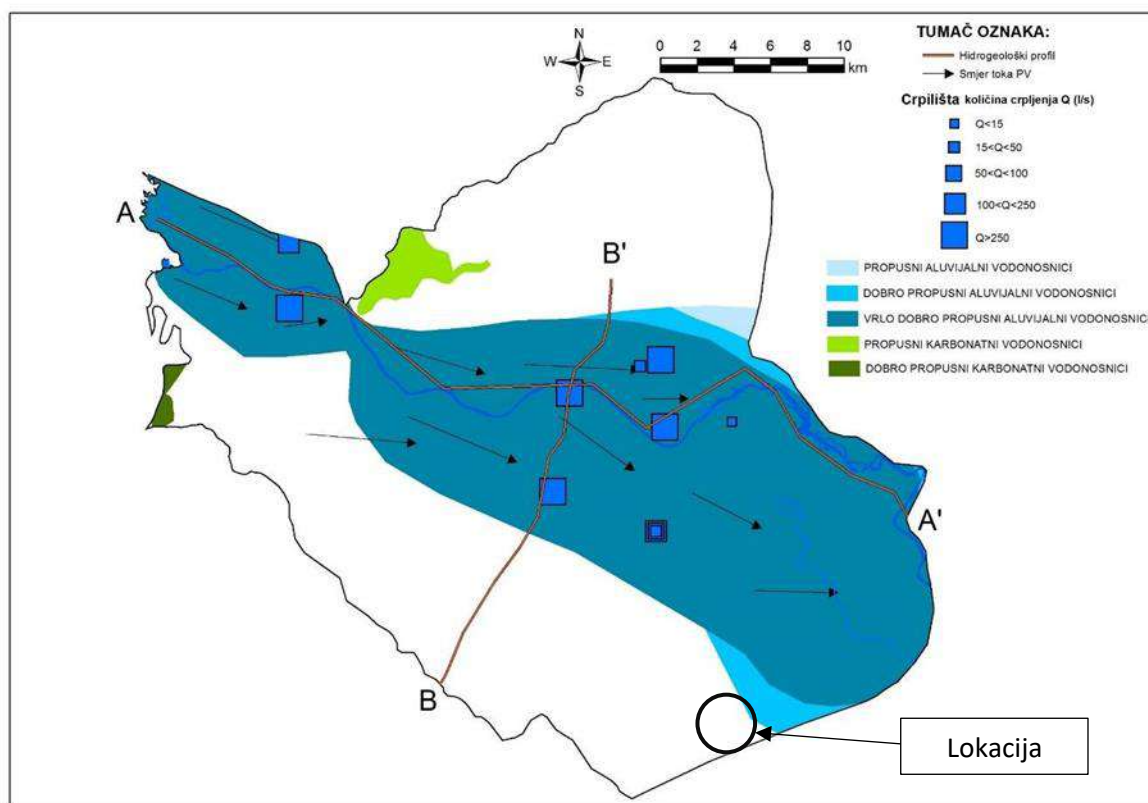 TUMAČ OZNAKA:
N
W E
S
0 2 4 6 8 10
km
Hidrogeološki profil
Smjer toka PV
Crpilišta količina crpljenja Q (l/s)
Q<15
15<Q<50
50<Q<100
100<Q<250
Q>250
PROPUSNI ALUVIJALNI VODONOSNICI
DOBRO PROPUSNI ALUVIJALNI VODONOSNICI
VRLO DOBRO PROPUSNI ALUVIJALNI VODONOSNICI
PROPUSNI KARBONATNI VODONOSNICI
DOBRO PROPUSNI KARBONATNI VODONOSNICI
A
B'
A'
B
Lokacija